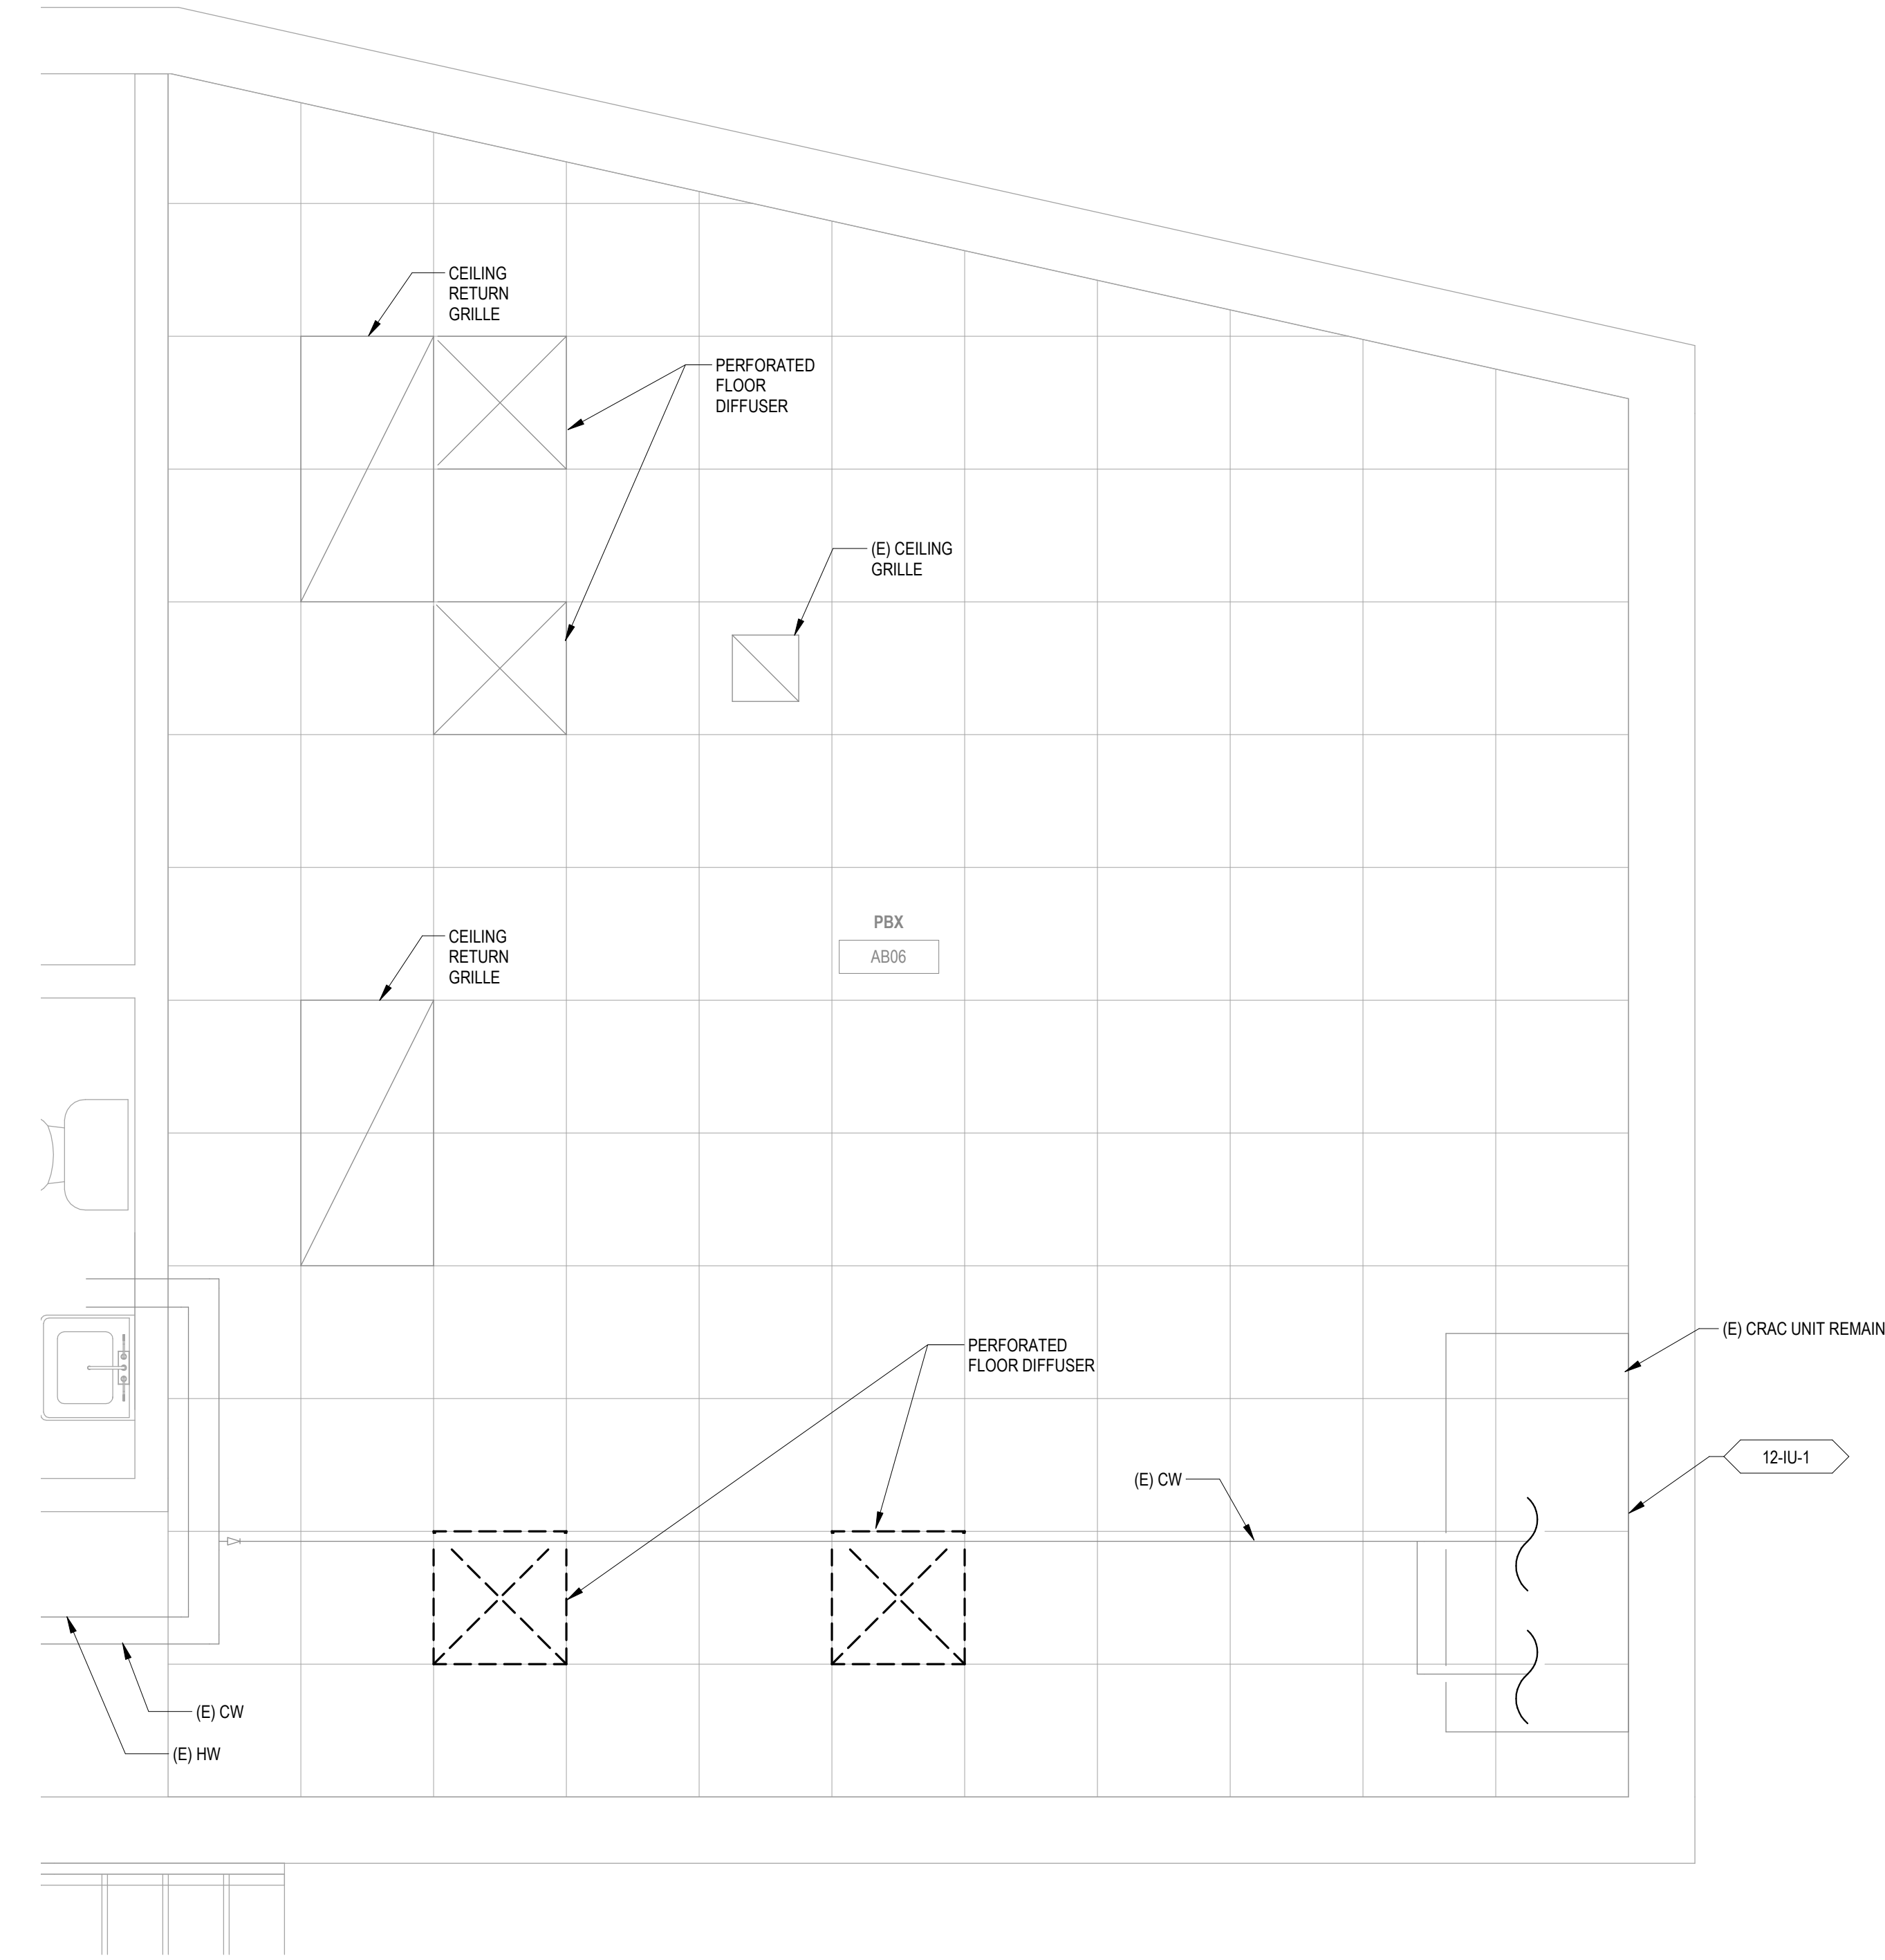 CEILING
RETURN
GRILLE
PERFORATED
FLOOR
DIFFUSER
(E) CEILING
GRILLE
PBX
AB06
CEILING
RETURN
GRILLE
(E) CRAC UNIT REMAIN
PERFORATED
FLOOR DIFFUSER
12-IU-1
(E) CW
(E) CW
(E) HW